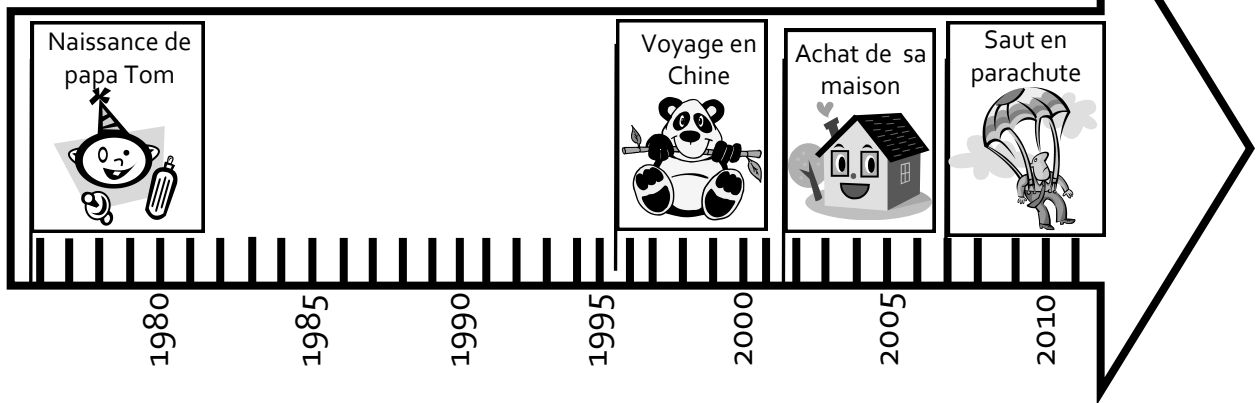 Naissance de
papa Tom
Voyage en
Chine
Achat de sa
maison
Saut en
parachute
1980
1985
1990
1995
2000
2005
2010